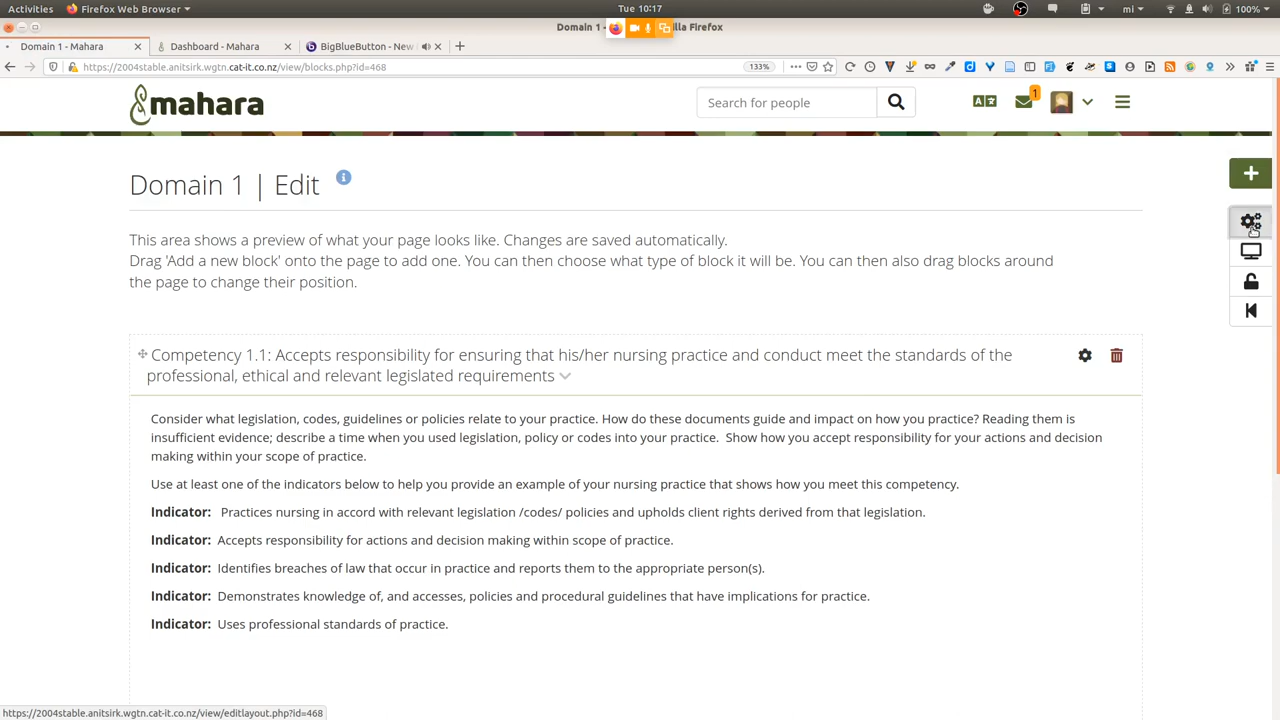 Activities
Firefox Web Browser
Tue 10:17
mi
100%
Domain 1 -
lla Firefox
Domain 1 - Mahara
Dashboard - Mahara
BigBlueButton - New
https://2004stable.anitsirk.wgtn.cat-it.co.nz/view/blocks.php?id=468
133%
mahara
Search for people
1
Domain 1 | Edit
This area shows a preview of what your page looks like. Changes are saved automatically.
Drag 'Add a new block' onto the page to add one. You can then choose what type of block it will be. You can then also drag blocks around
the page to change their position.
Competency 1.1: Accepts responsibility for ensuring that his/her nursing practice and conduct meet the standards of the
professional, ethical and relevant legislated requirements
Consider what legislation, codes, guidelines or policies relate to your practice. How do these documents guide and impact on how you practice? Reading them is
insufficient evidence; describe a time when you used legislation, policy or codes into your practice. Show how you accept responsibility for your actions and decision
making within your scope of practice.
Use at least one of the indicators below to help you provide an example of your nursing practice that shows how you meet this competency.
Indicator: Practices nursing in accord with relevant legislation /codes/ policies and upholds client rights derived from that legislation.
Indicator: Accepts responsibility for actions and decision making within scope of practice.
Indicator: Identifies breaches of law that occur in practice and reports them to the appropriate person(s).
Indicator: Demonstrates knowledge of, and accesses, policies and procedural guidelines that have implications for practice.
Indicator: Uses professional standards of practice.
https://2004stable.anitsirk.wgtn.cat-it.co.nz/view/editlayout.php?id=468